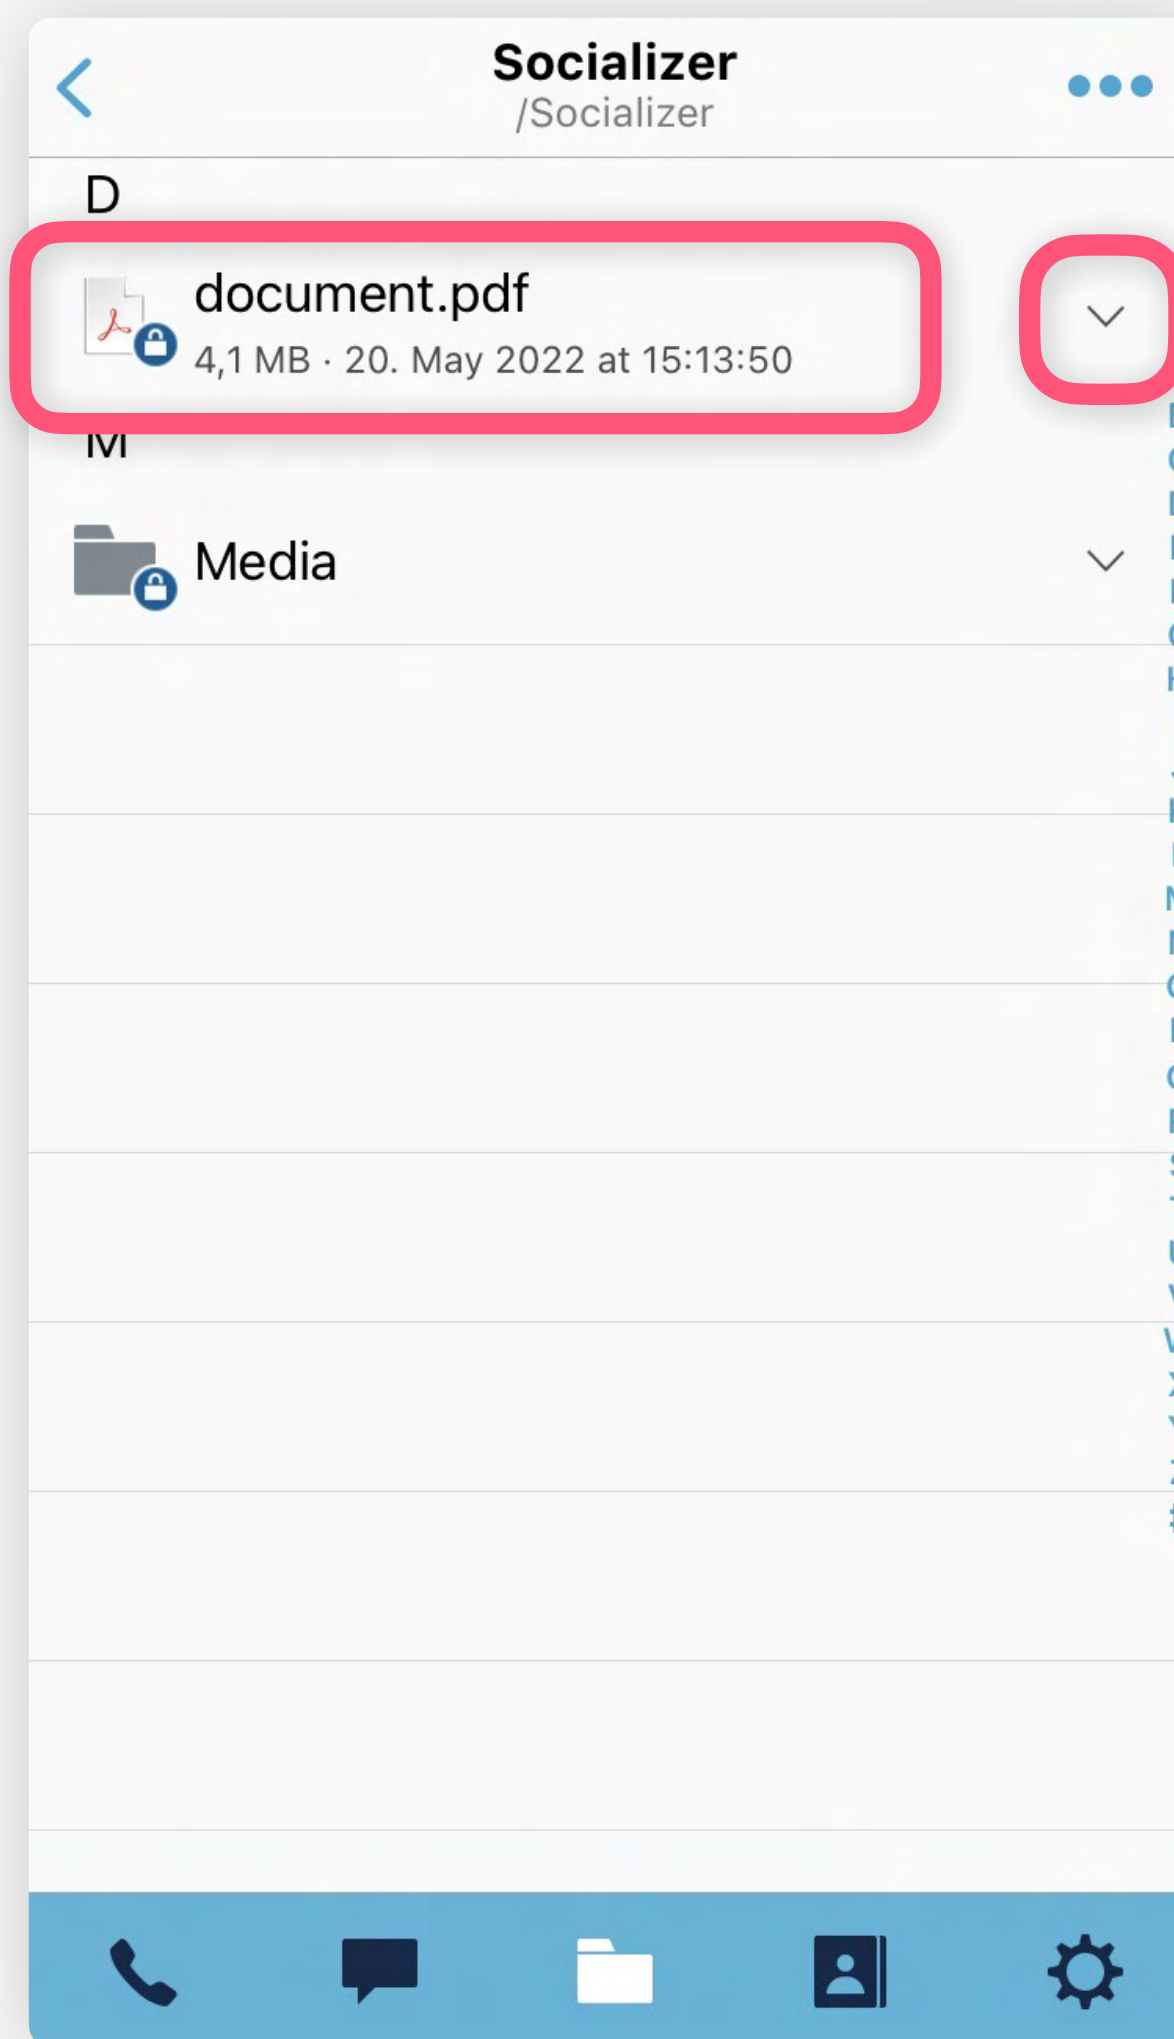 Socializer
/Socializer
D
document.pdf
4,1 MB · 20. May 2022 at 15:13:50
M
Media